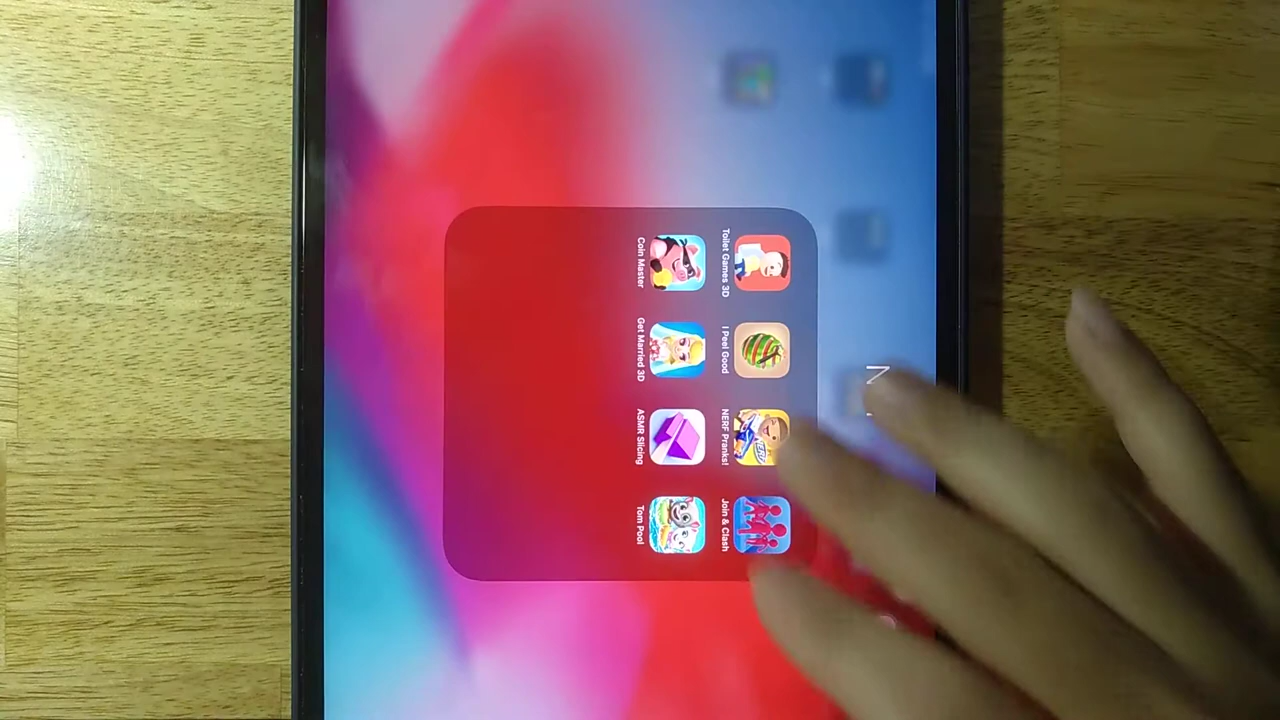 N
Toilet Games 3D
I Peel Good
NERF Pranks!
Join & Clash
Coin Master
Get Married 3D
ASMR Slicing
Tom Pool